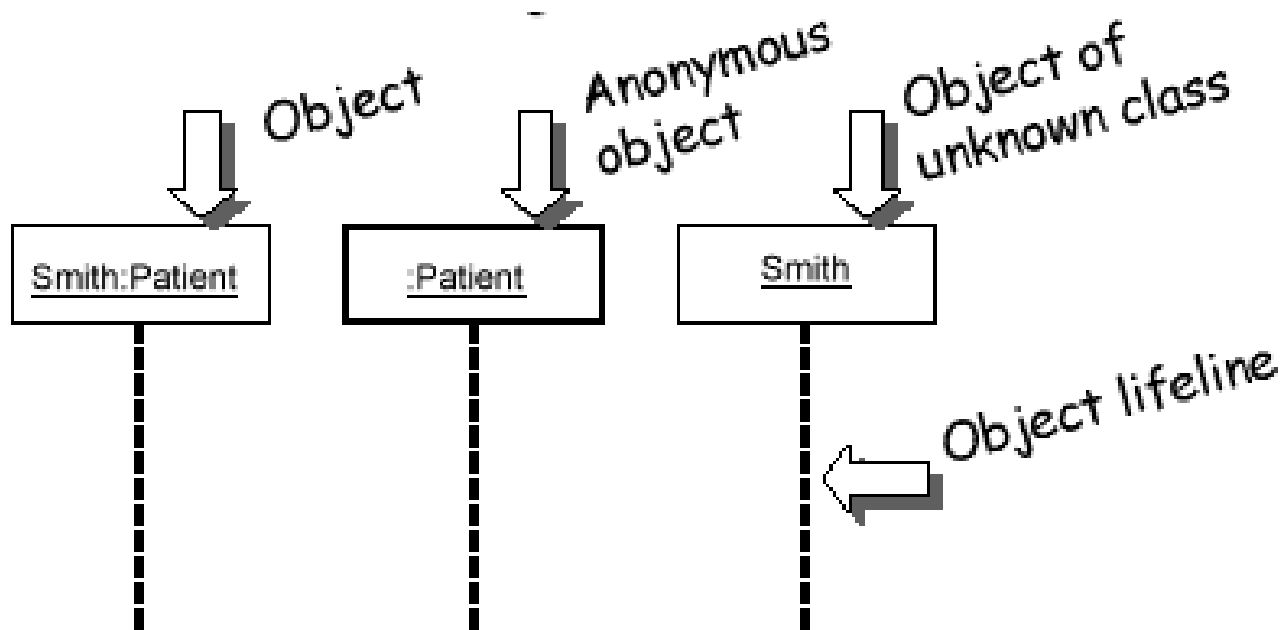 Object
Anonymous
object
Object of
unknown class
Smith:Patient
:Patient
Smith
Object lifeline